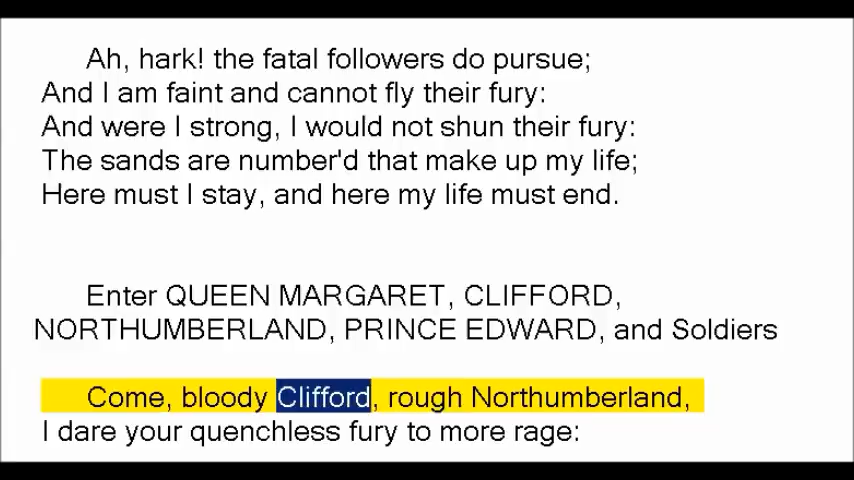 Ah, hark! the fatal followers do pursue;
And I am faint and cannot fly their fury:
And were I strong, I would not shun their fury:
The sands are number'd that make up my life;
Here must I stay, and here my life must end.
Enter QUEEN MARGARET, CLIFFORD,
NORTHUMBERLAND, PRINCE EDWARD, and Soldiers
Come, bloody Clifford, rough Northumberland,
I dare your quenchless fury to more rage: